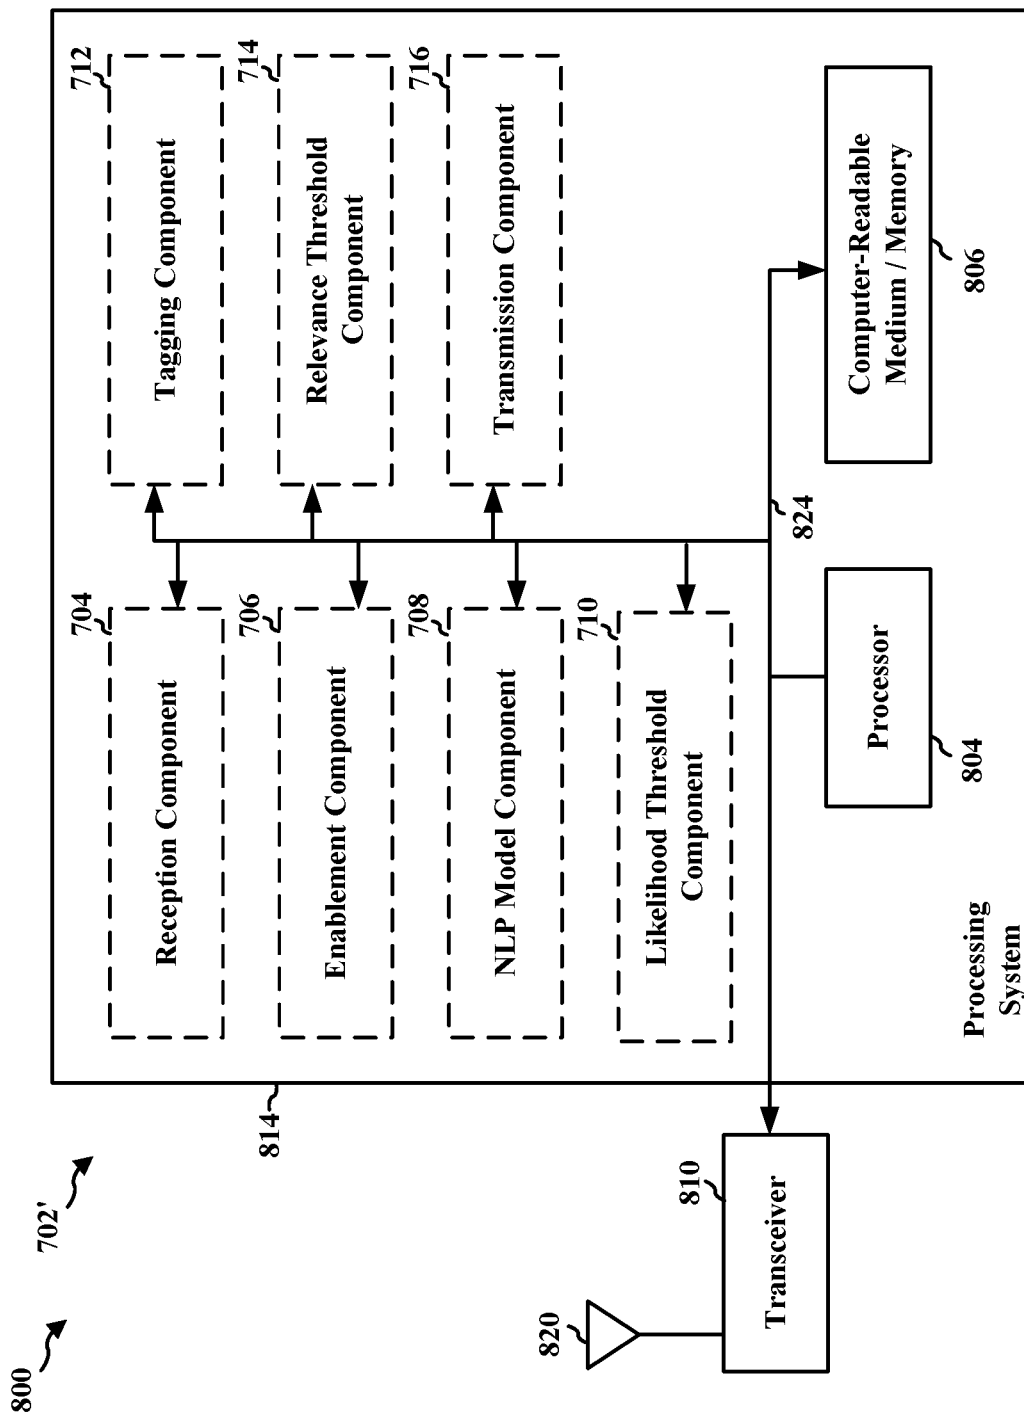 800
702'
814
704
Reception Component
706
Enablement Component
708
NLP Model Component
710
Likelihood Threshold
Component
712
Tagging Component
714
Relevance Threshold
Component
716
Transmission Component
820
810
Transceiver
Processing
System
Processor
804
824
Computer-Readable
Medium / Memory
806